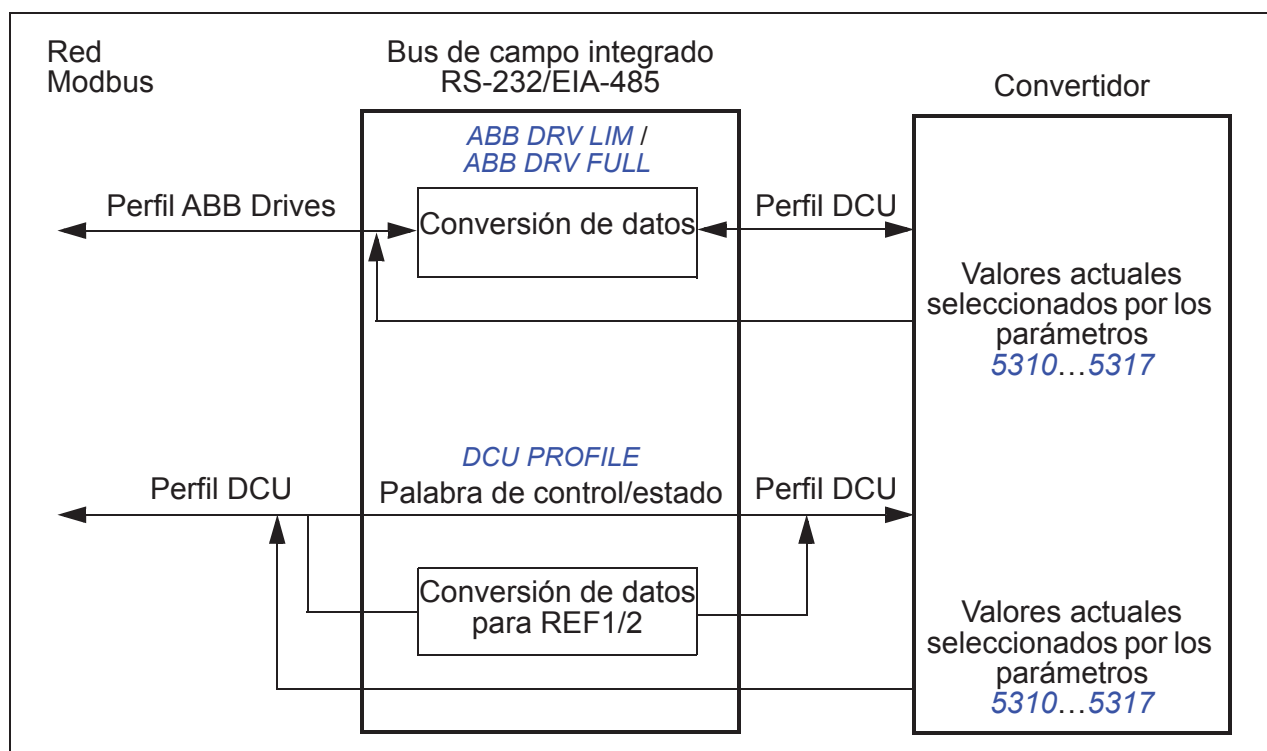 Red
Modbus
Bus de campo integrado
RS-232/EIA-485
Convertidor
ABB DRV LIM /
ABB DRV FULL
Perfil ABB Drives
Conversión de datos
Perfil DCU
Valores actuales
seleccionados por los
parámetros
5310…5317
DCU PROFILE
Perfil DCU
Palabra de control/estado
Perfil DCU
Conversión de datos
para REF1/2
Valores actuales
seleccionados por los
parámetros
5310…5317